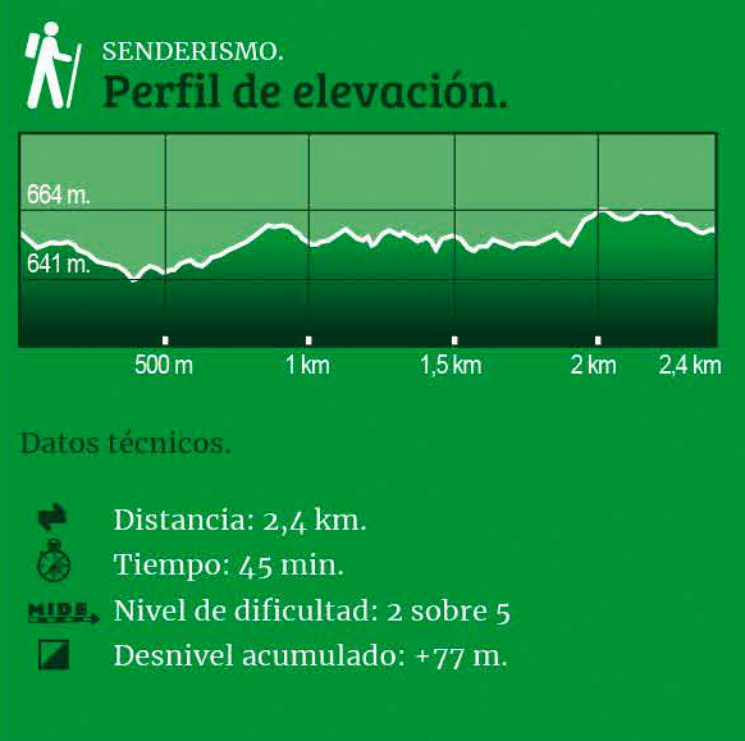 SENDERISMO.
Perfil de elevación.
664 m.
641 m.
500 m 1 km 1,5 km 2 km 2,4 km
Datos técnicos.
Distancia: 2,4 km.
Tiempo: 45 min.
MIDE Nivel de dificultad: 2 sobre 5
Desnivel acumulado: +77 m.